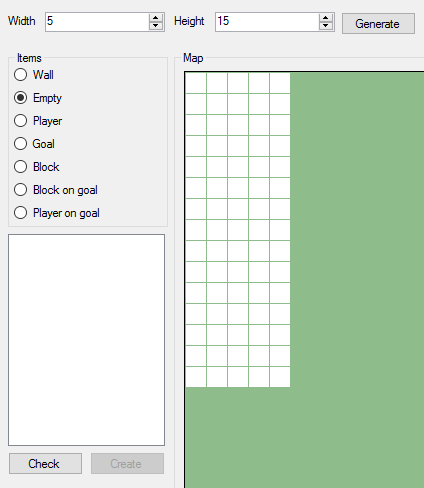 Width 5 Height 15 Generate
Items
Map
Wall
Empty
Player
Goal
Block
Block on goal
Player on goal
Check Create